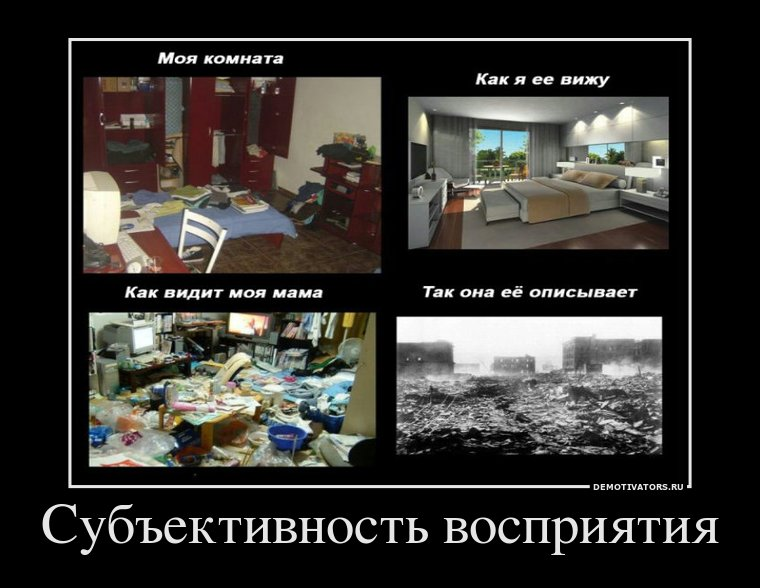 Моя комната
Как я ее вижу
Как видит моя мама
Так она её описывает
DEMOTIVATORS.RU
Субъективность восприятия